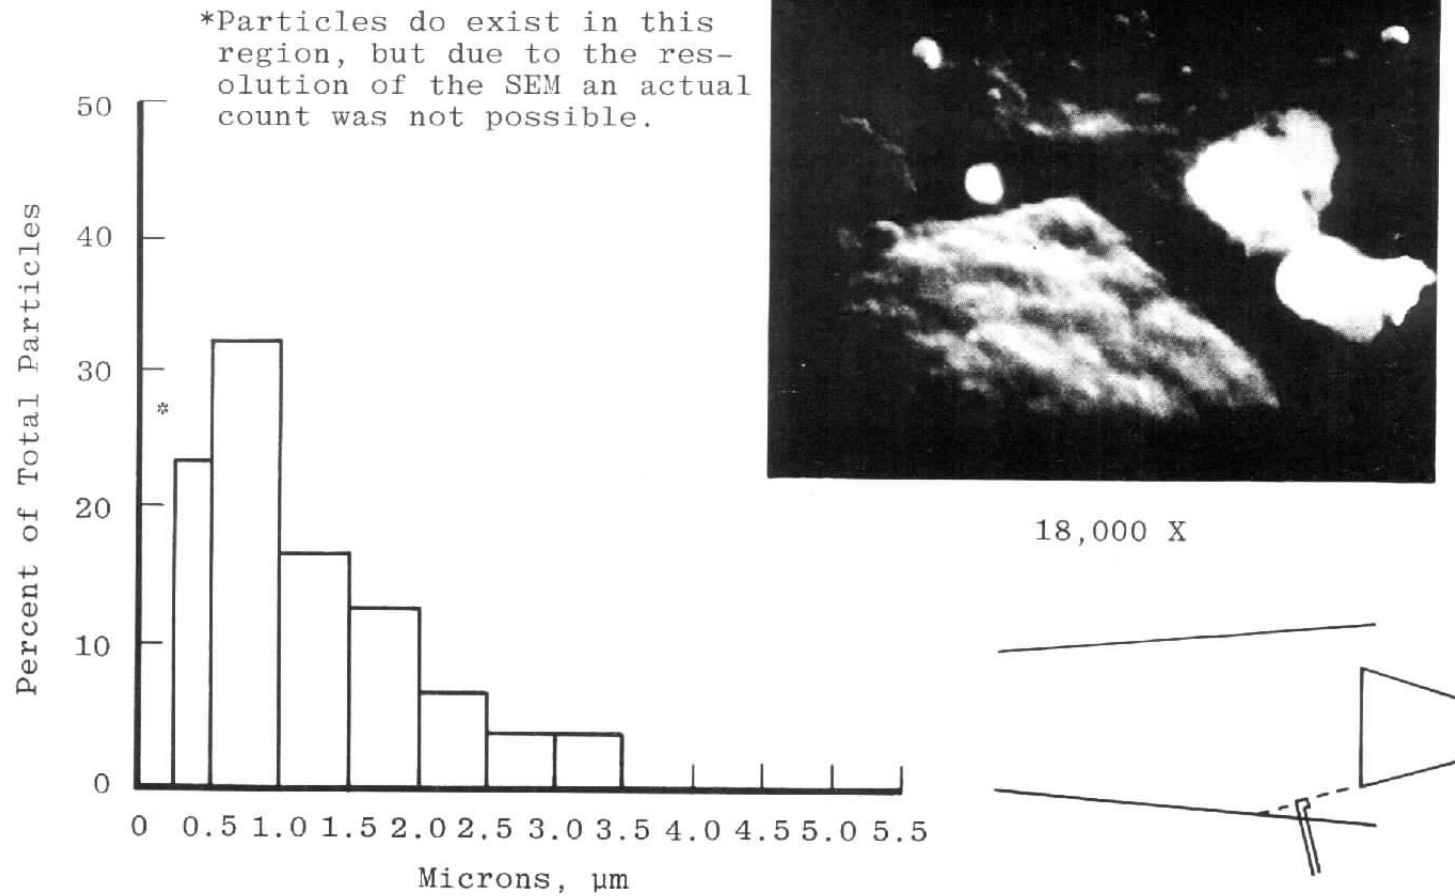 *Particles do exist in this
region, but due to the res-
olution of the SEM an actual
count was not possible.
50
40
30
20
10
0
*
Percent of Total Particles
0 0.5 1.0 1.5 2.0 2.5 3.0 3.5 4.0 4.5 5.0 5.5
Microns, μm
18,000 X